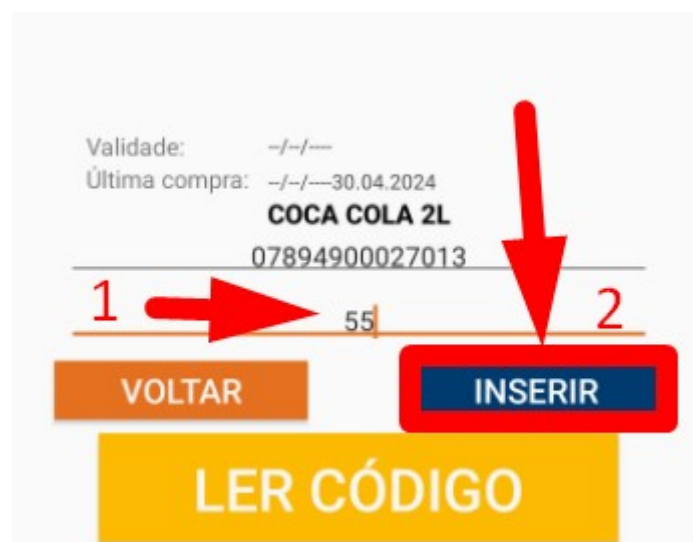 Validade: --/--/----
Última compra: --/--/----30.04.2024
COCA COLA 2L
07894900027013
1 55 2
VOLTAR INSERIR
LER CÓDIGO